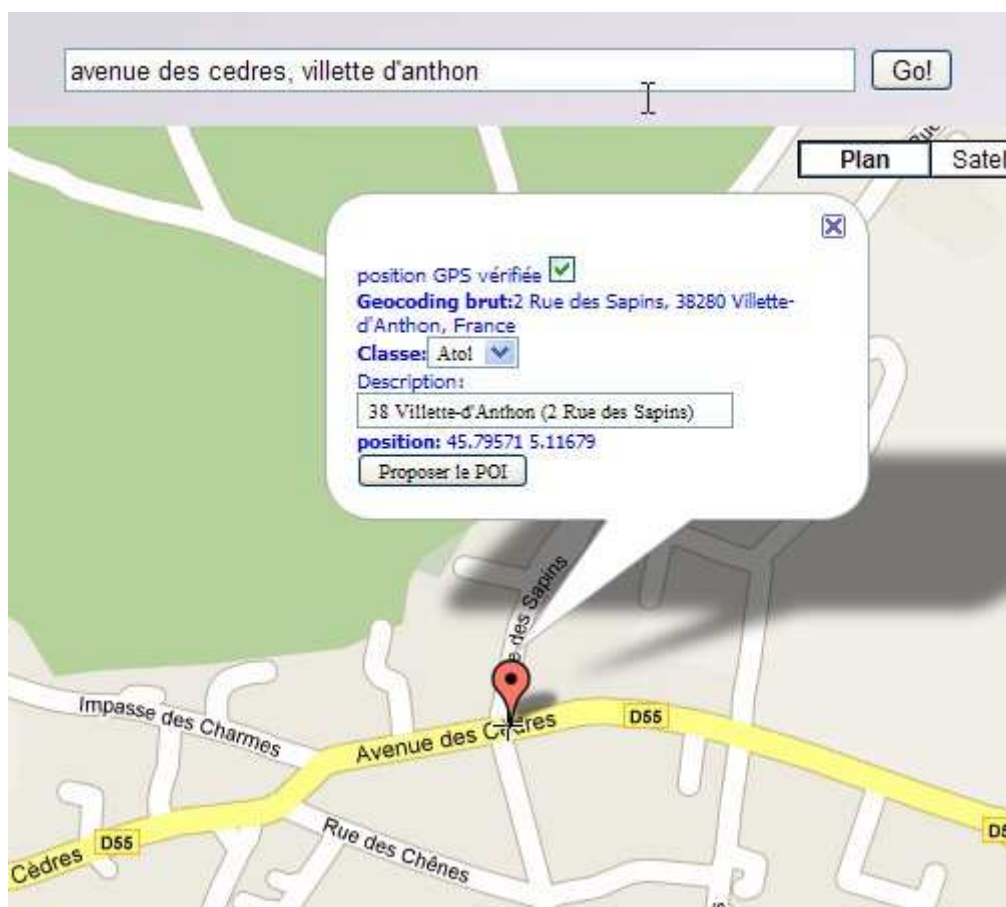 avenue des cedres, villette d'anthon
Go!
Rue
Plan
Satel
position GPS vérifiée
Geocoding brut:2 Rue des Sapins, 38280 Villette-
d'Anthon, France
Classe: Atol
Description:
38 Villette-d'Anthon (2 Rue des Sapins)
position: 45.79571 5.11679
Proposer le POI
e des Sapins
Impasse des Charmes
Avenue des Cèdres
D55
D55
Cèdres
Rue des Chênes
D5